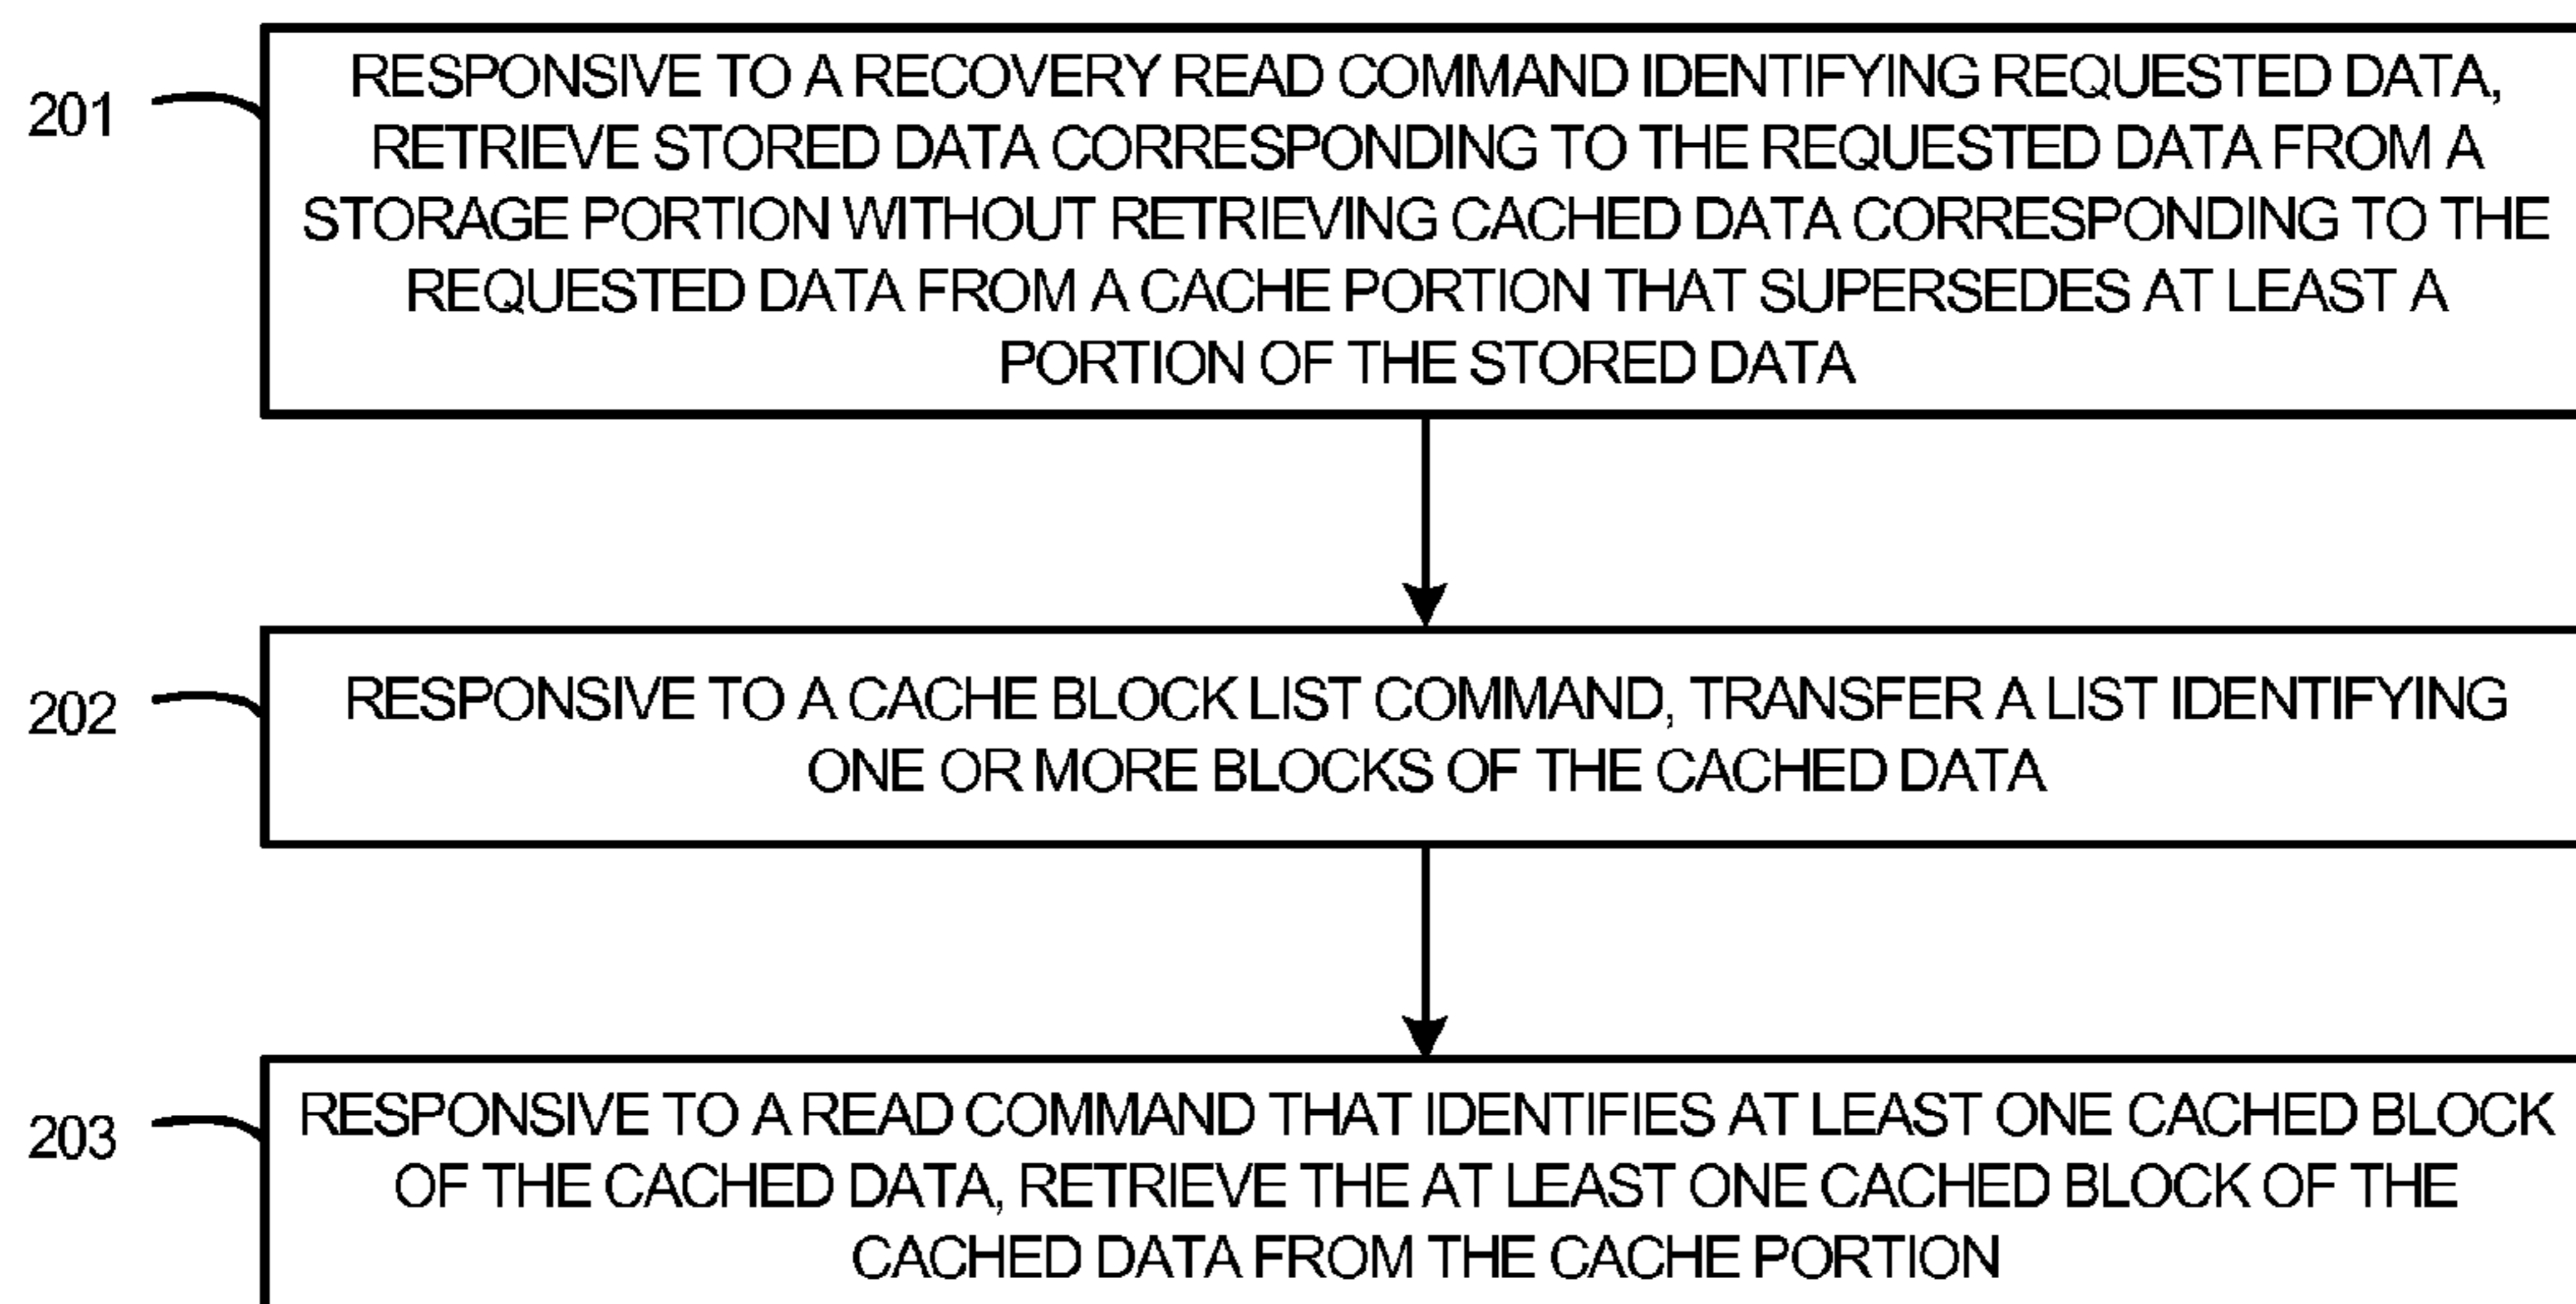 201
RESPONSIVE TO A RECOVERY READ COMMAND IDENTIFYING REQUESTED DATA,
RETRIEVE STORED DATA CORRESPONDING TO THE REQUESTED DATA FROM A
STORAGE PORTION WITHOUT RETRIEVING CACHED DATA CORRESPONDING TO THE
REQUESTED DATA FROM A CACHE PORTION THAT SUPERSEDES AT LEAST A
PORTION OF THE STORED DATA
202
RESPONSIVE TO A CACHE BLOCK LIST COMMAND, TRANSFER A LIST IDENTIFYING
ONE OR MORE BLOCKS OF THE CACHED DATA
203
RESPONSIVE TO A READ COMMAND THAT IDENTIFIES AT LEAST ONE CACHED BLOCK
OF THE CACHED DATA, RETRIEVE THE AT LEAST ONE CACHED BLOCK OF THE
CACHED DATA FROM THE CACHE PORTION